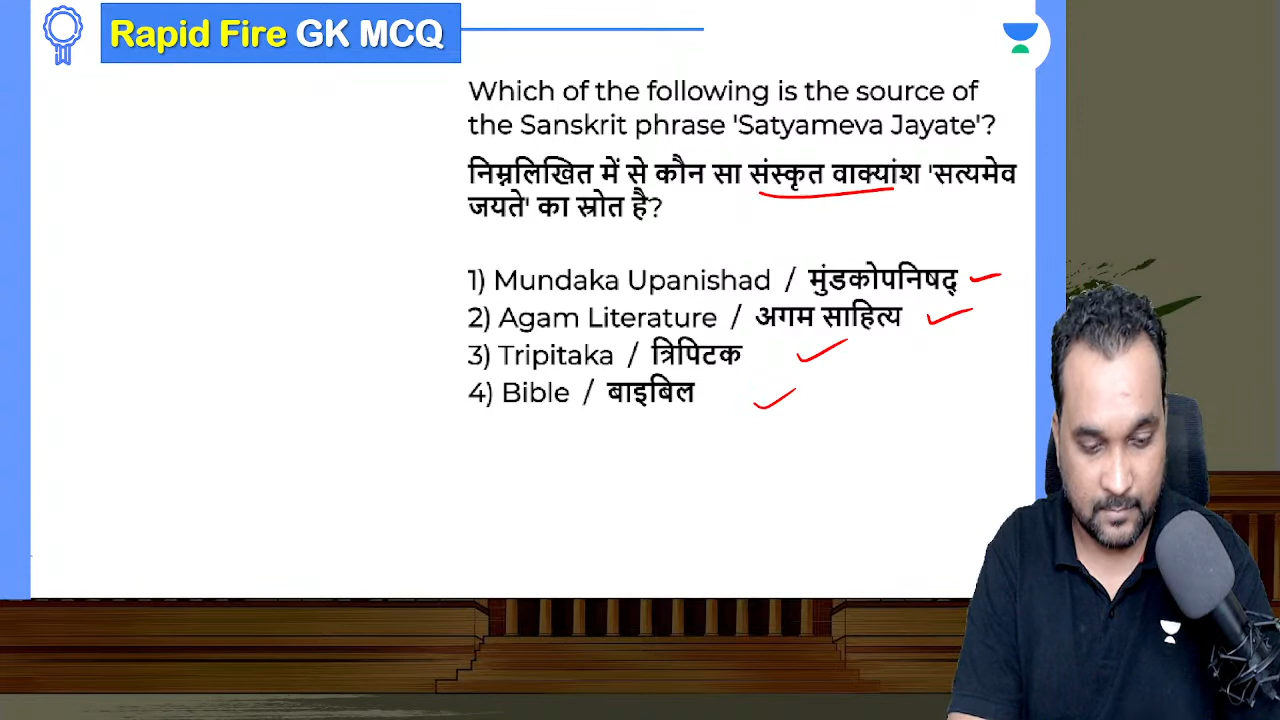 Rapid Fire GK MCQ
Which of the following is the source of
the Sanskrit phrase 'Satyameva Jayate'?
निम्नलिखित में से कौन सा संस्कृत वाक्यांश 'सत्यमेव
जयते' का स्रोत है?
1) Mundaka Upanishad / मुंडकोपनिषद्
2) Agam Literature / अगम साहित्य
3) Tripitaka / त्रिपिटक
4) Bible / बाइबिल